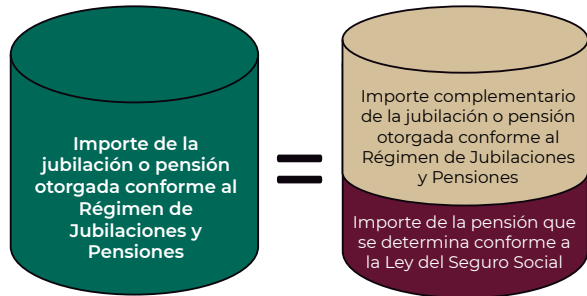 Importe de la
jubilación o pensión
otorgada conforme al
Régimen de
Jubilaciones y
Pensiones
=
Importe complementario
de la jubilación o pensión
otorgada conforme al
Régimen de Jubilaciones
y Pensiones
Importe de la pensión que
se determina conforme a
la Ley del Seguro Social